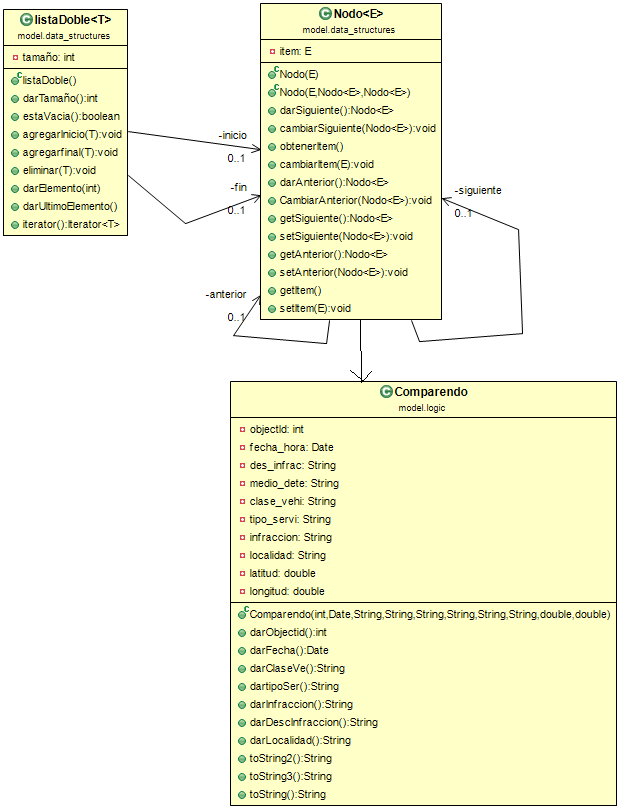 listaDoble<T>
model.data_structures
tamaño: int
listaDoble()
darTamaño():int
estaVacia():boolean
agregarInicio(T):void
agregarfinal(T):void
eliminar(T):void
darElemento(int)
darUltimoElemento()
iterator():Iterator<T>
-inicio
0..1
-fin
0..1
Nodo<E>
model.data_structures
item: E
Nodo(E)
Nodo(E,Nodo<E>,Nodo<E>)
darSiguiente():Nodo<E>
cambiarSiguiente(Nodo<E>):void
obtenerItem()
cambiarItem(E):void
darAnterior():Nodo<E>
CambiarAnterior(Nodo<E>):void
getSiguiente():Nodo<E>
setSiguiente(Nodo<E>):void
getAnterior():Nodo<E>
setAnterior(Nodo<E>):void
getItem()
setItem(E):void
-siguiente
0..1
-anterior
0..1
Comparendo
model.logic
objectId: int
fecha_hora: Date
des_infrac: String
medio_dete: String
clase_vehi: String
tipo_servi: String
infraccion: String
localidad: String
latitud: double
longitud: double
Comparendo(int,Date,String,String,String,String,String,String,double,double)
darObjectid():int
darFecha():Date
darClaseVe():String
dartipoSer():String
darInfraccion():String
darDescInfraccion():String
darLocalidad():String
toString2():String
toString3():String
toString():String